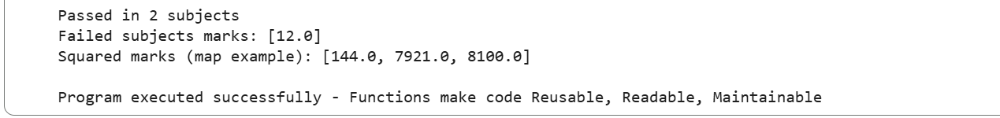 Passed in 2 subjects
Failed subjects marks: [12.0]
Squared marks (map example): [144.0, 7921.0, 8100.0]
Program executed successfully - Functions make code Reusable, Readable, Maintainable